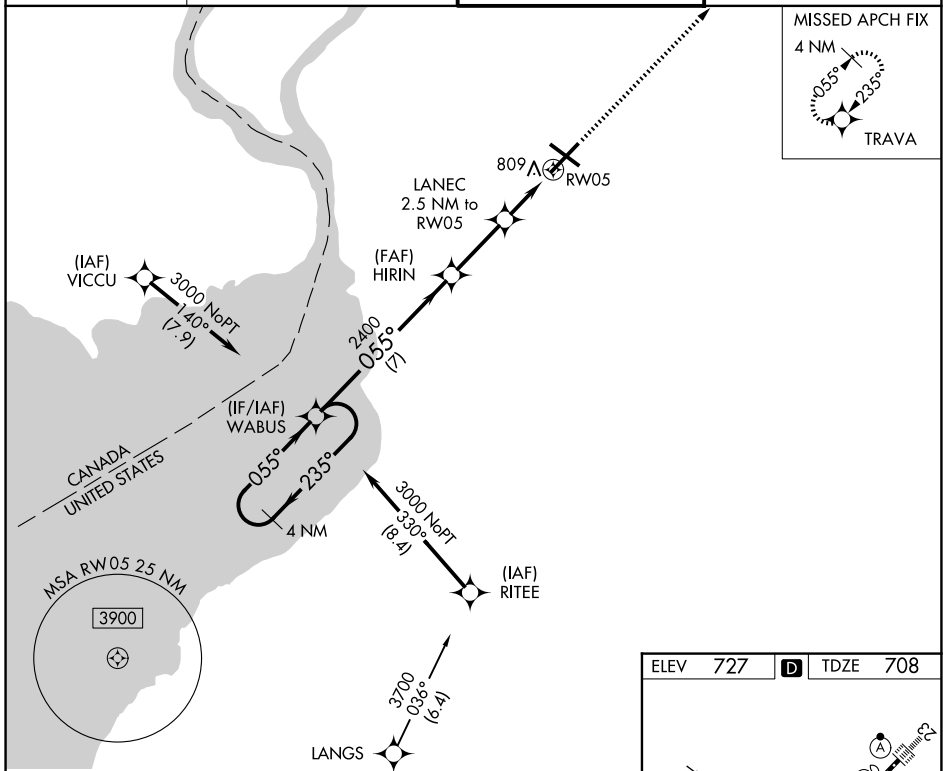 MISSED APCH FIX
4 NM
055°
235°
TRAVA
809
RW05
LANEC
2.5 NM to
RW05
(FAF)
HIRIN
(IAF)
VICCU
3000 NoPT
140°
(7.9)
2400
055°
(7)
(IF/IAF)
WABUS
055°
235°
4 NM
CANADA
UNITED STATES
3000 NoPT
330°
(8.4)
(IAF)
RITEE
MSA RW05 25 NM
3900
3700
036°
(6.4)
LANGS
ELEV 727 D TDZE 708
A
23